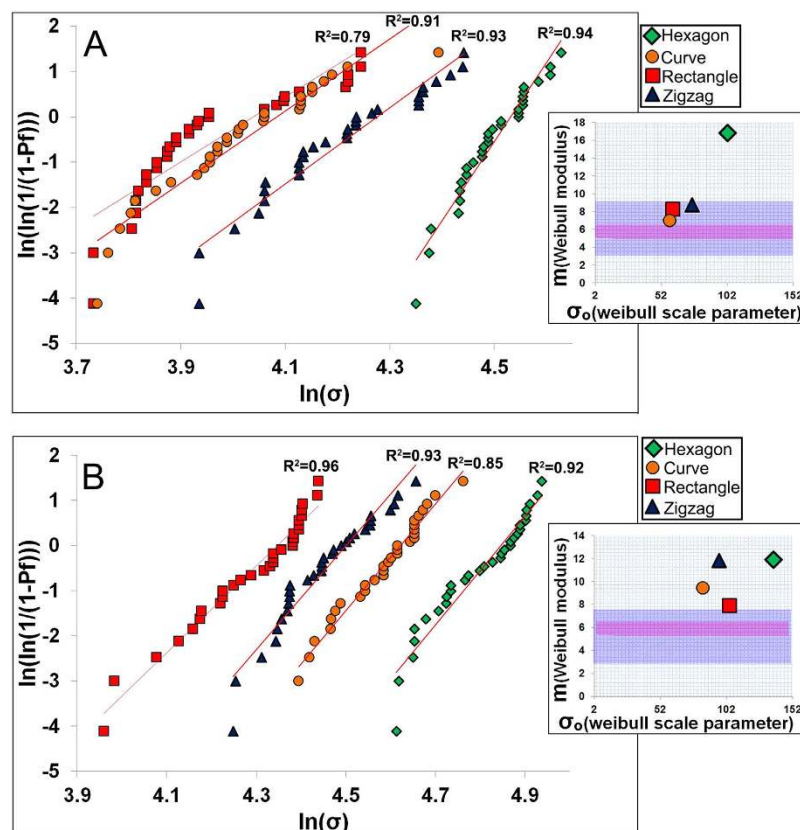 A
R²=0.79
R²=0.91
R²=0.93
R²=0.94
Hexagon
Curve
Rectangle
Zigzag
ln(ln(1/(1-Pf)))
2
1
0
-1
-2
-3
-4
-5
3.7
3.9
4.1
4.3
4.5
ln(σ)
m(Weibull modulus)
18
16
14
12
10
8
6
4
2
0
2
52
102
152
σₒ(weibull scale parameter)
B
R²=0.96
R²=0.93
R²=0.85
R²=0.92
Hexagon
Curve
Rectangle
Zigzag
ln(ln(1/(1-Pf)))
2
1
0
-1
-2
-3
-4
-5
3.9
4.1
4.3
4.5
4.7
4.9
ln(σ)
m(Weibull modulus)
14
12
10
8
6
4
2
0
2
52
102
152
σₒ(weibull scale parameter)